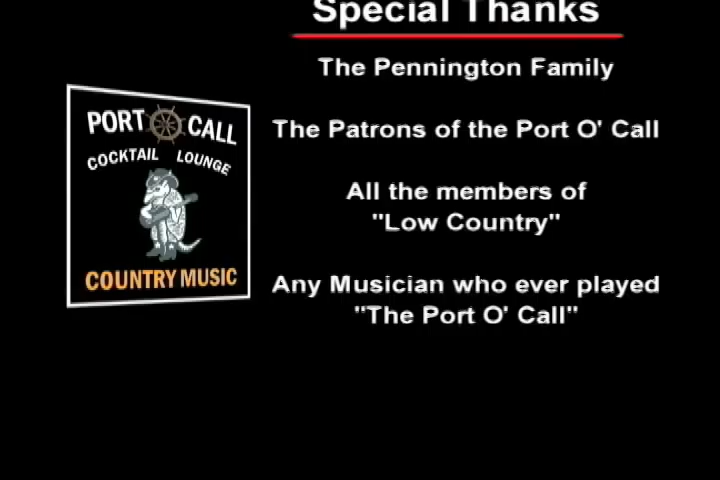 Special Thanks
The Pennington Family
The Patrons of the Port O' Call
All the members of
"Low Country"
Any Musician who ever played
"The Port O' Call"
PORT CALL
COCKTAIL LOUNGE
COUNTRY MUSIC